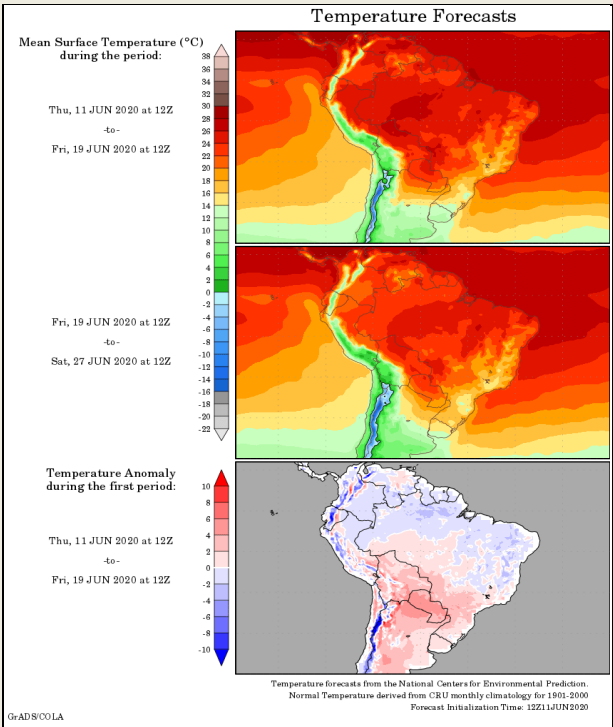 Temperature Forecasts
Mean Surface Temperature (°C)
during the period:
Thu, 11 JUN 2020 at 12Z
-to-
Fri, 19 JUN 2020 at 12Z
38
36
34
32
30
28
26
24
22
20
18
16
14
12
10
8
6
4
2
0
-2
-4
-6
-8
-10
-12
-14
-16
-18
-20
-22
Fri, 19 JUN 2020 at 12Z
-to-
Sat, 27 JUN 2020 at 12Z
Temperature Anomaly
during the first period:
Thu, 11 JUN 2020 at 12Z
-to-
Fri, 19 JUN 2020 at 12Z
10
8
6
4
2
0
-2
-4
-6
-8
-10
Temperature forecasts from the National Centers for Environmental Prediction.
Normal Temperature derived from CRU monthly climatology for 1901-2000
Forecast Initialization Time: 12Z11JUN2020
GrADS/COLA